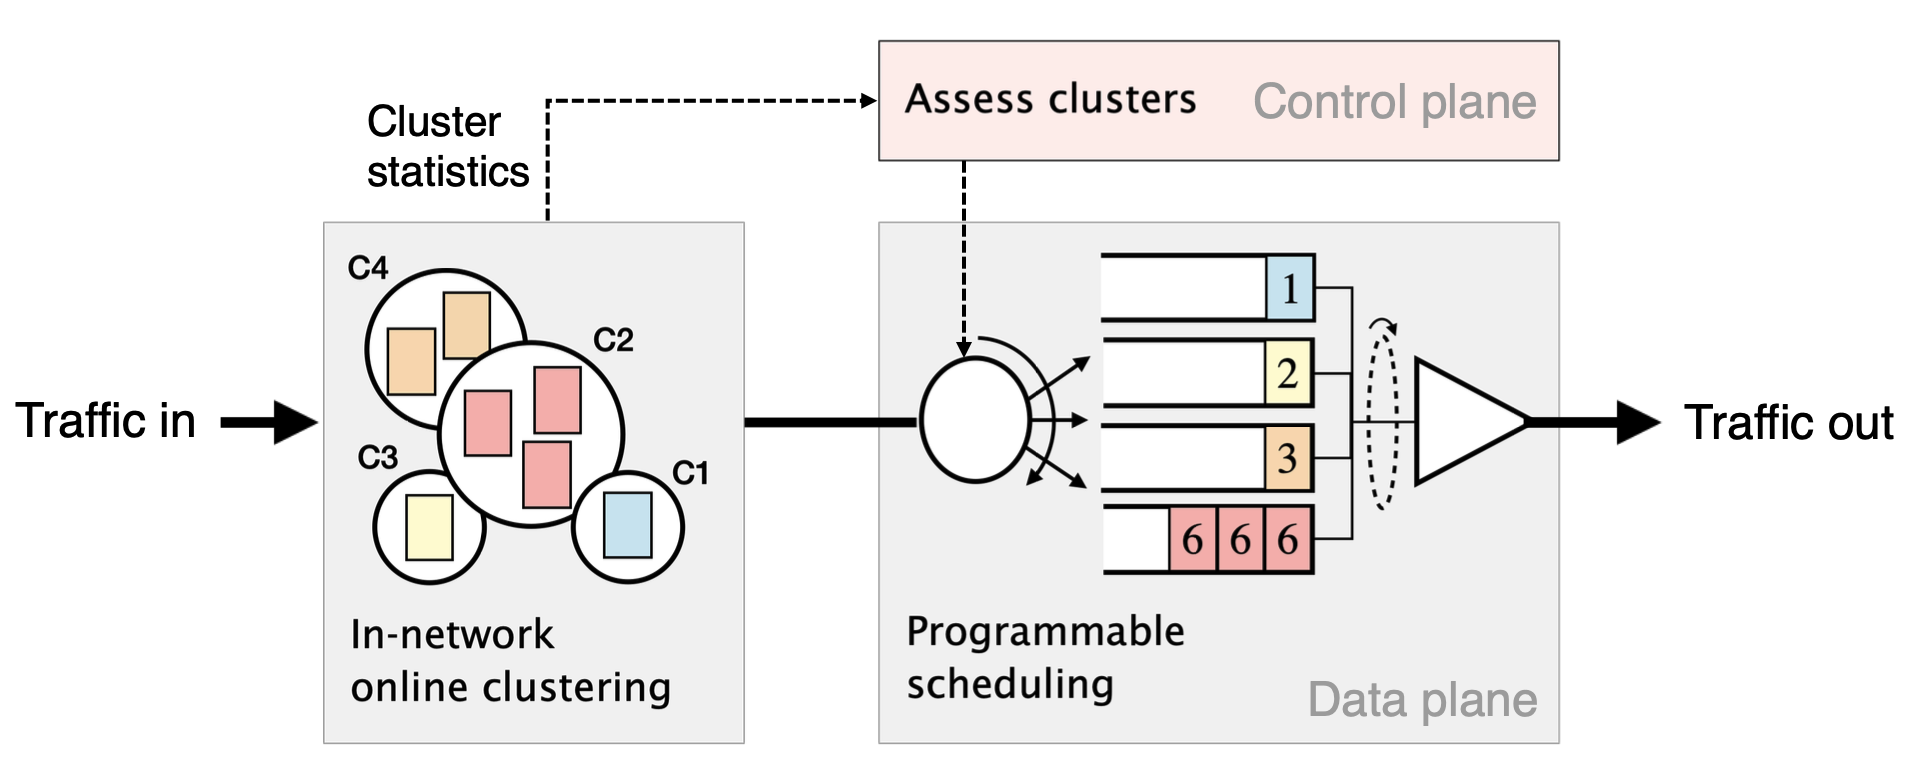 Assess clusters
Control plane
Cluster
statistics
C4
C2
C3
C1
Traffic in
In-network
online clustering
1
2
3
6 6 6
Programmable
scheduling
Data plane
Traffic out